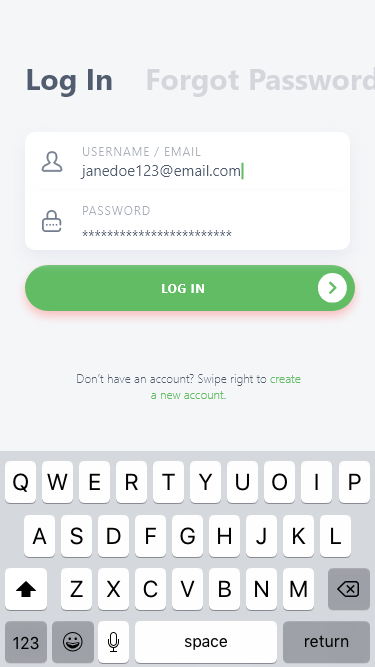 Log In Forgot Password
USERNAME / EMAIL
janedoe123@email.com
PASSWORD
************************
LOG IN
Don't have an account? Swipe right to create
a new account.
Q W E R T Y U O I P
A S D F G H J K L
Z X C V B N M
123 space return